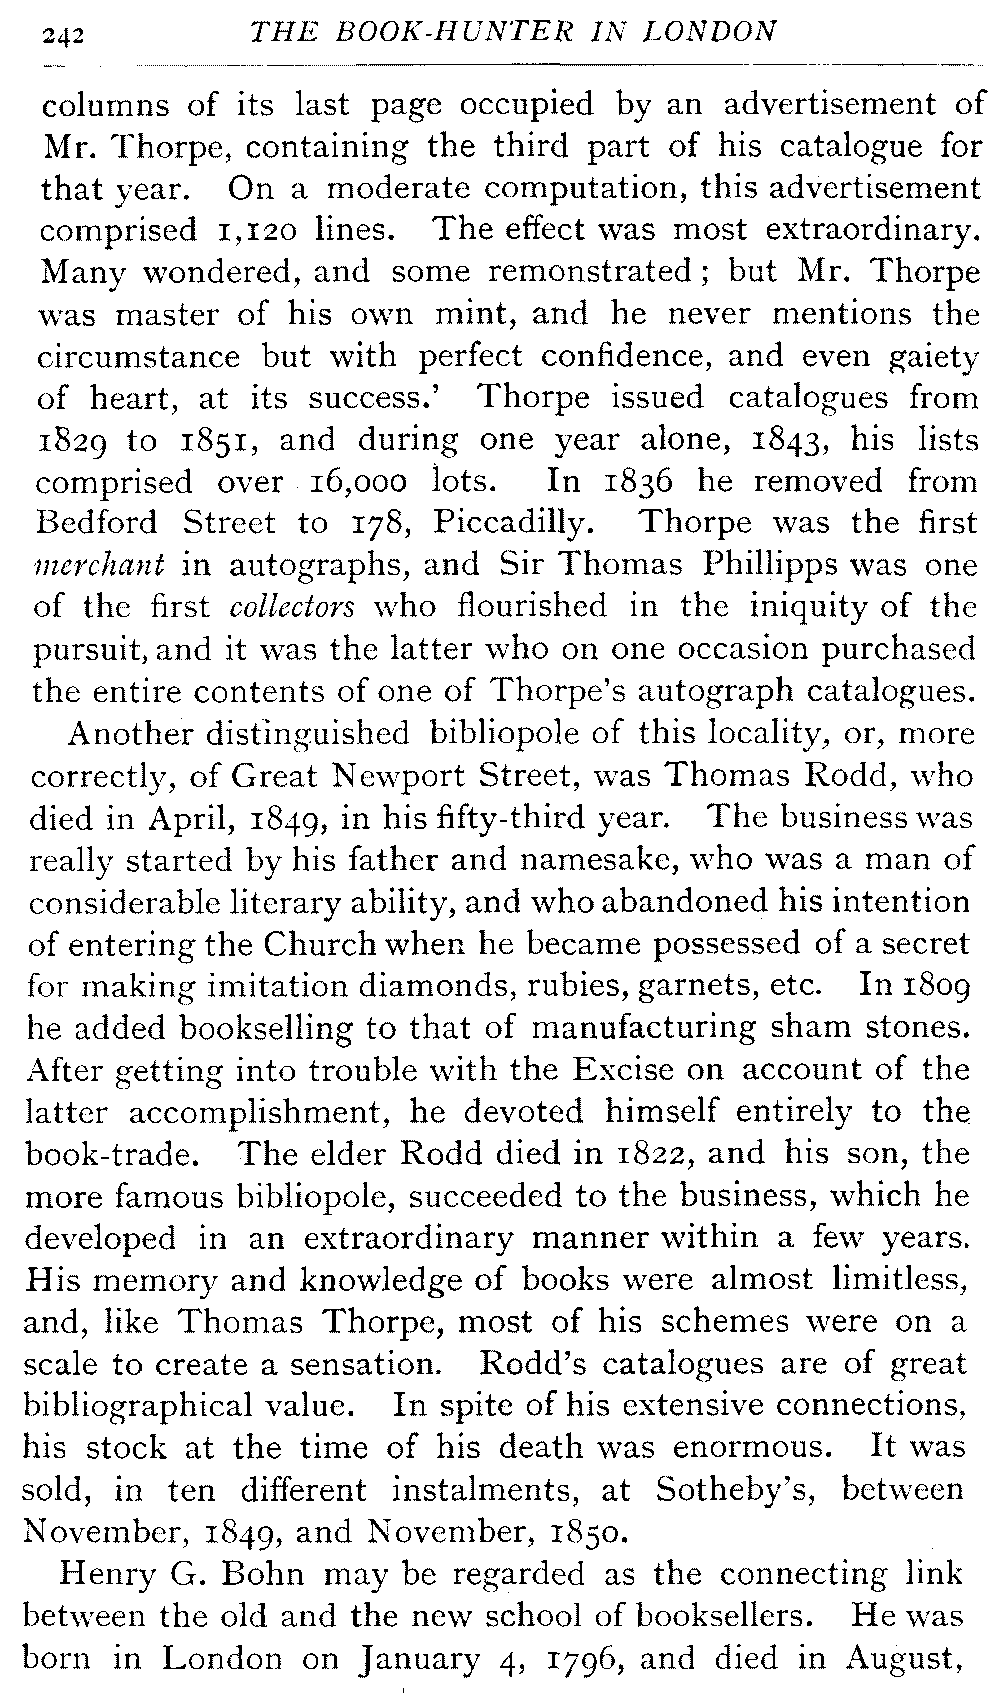 242 THE BOOK-HUNTER IN LONDON
columns of its last page occupied by an advertisement of
Mr. Thorpe, containing the third part of his catalogue for
that year. On a moderate computation, this advertisement
comprised 1,120 lines. The effect was most extraordinary.
Many wondered, and some remonstrated; but Mr. Thorpe
was master of his own mint, and he never mentions the
circumstance but with perfect confidence, and even gaiety
of heart, at its success.' Thorpe issued catalogues from
1829 to 1851, and during one year alone, 1843, his lists
comprised over 16,000 lots. In 1836 he removed from
Bedford Street to 178, Piccadilly. Thorpe was the first
merchant in autographs, and Sir Thomas Phillipps was one
of the first collectors who flourished in the iniquity of the
pursuit, and it was the latter who on one occasion purchased
the entire contents of one of Thorpe's autograph catalogues.
Another distinguished bibliopole of this locality, or, more
correctly, of Great Newport Street, was Thomas Rodd, who
died in April, 1849, in his fifty-third year. The business was
really started by his father and namesake, who was a man of
considerable literary ability, and who abandoned his intention
of entering the Church when he became possessed of a secret
for making imitation diamonds, rubies, garnets, etc. In 1809
he added bookselling to that of manufacturing sham stones.
After getting into trouble with the Excise on account of the
latter accomplishment, he devoted himself entirely to the
book-trade. The elder Rodd died in 1822, and his son, the
more famous bibliopole, succeeded to the business, which he
developed in an extraordinary manner within a few years.
His memory and knowledge of books were almost limitless,
and, like Thomas Thorpe, most of his schemes were on a
scale to create a sensation. Rodd's catalogues are of great
bibliographical value. In spite of his extensive connections,
his stock at the time of his death was enormous. It was
sold, in ten different instalments, at Sotheby's, between
November, 1849, and November, 1850.
Henry G. Bohn may be regarded as the connecting link
between the old and the new school of booksellers. He was
born in London on January 4, 1796, and died in August,